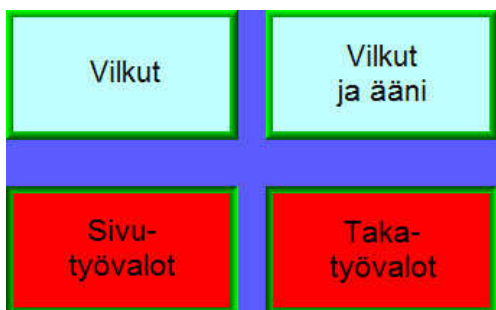 Vilkut
Vilkut
ja ääni
Sivu-
työvalot
Taka-
työvalot